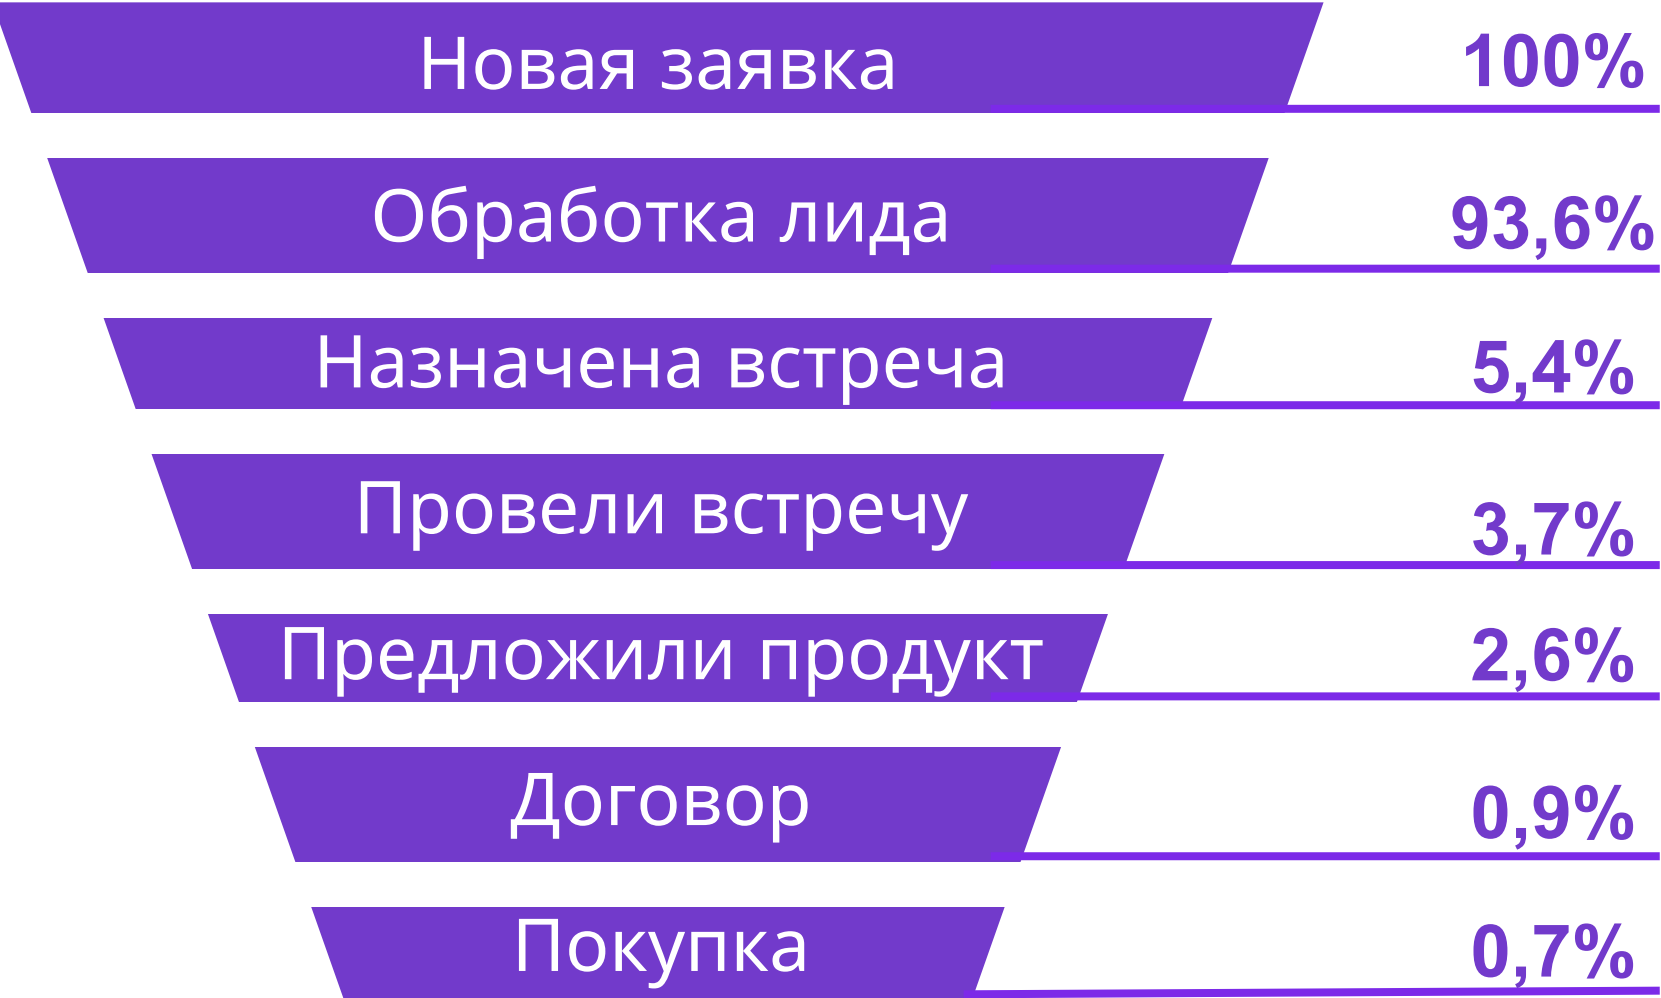 Новая заявка 100%
Обработка лида 93,6%
Назначена встреча 5,4%
Провели встречу 3,7%
Предложили продукт 2,6%
Договор 0,9%
Покупка 0,7%